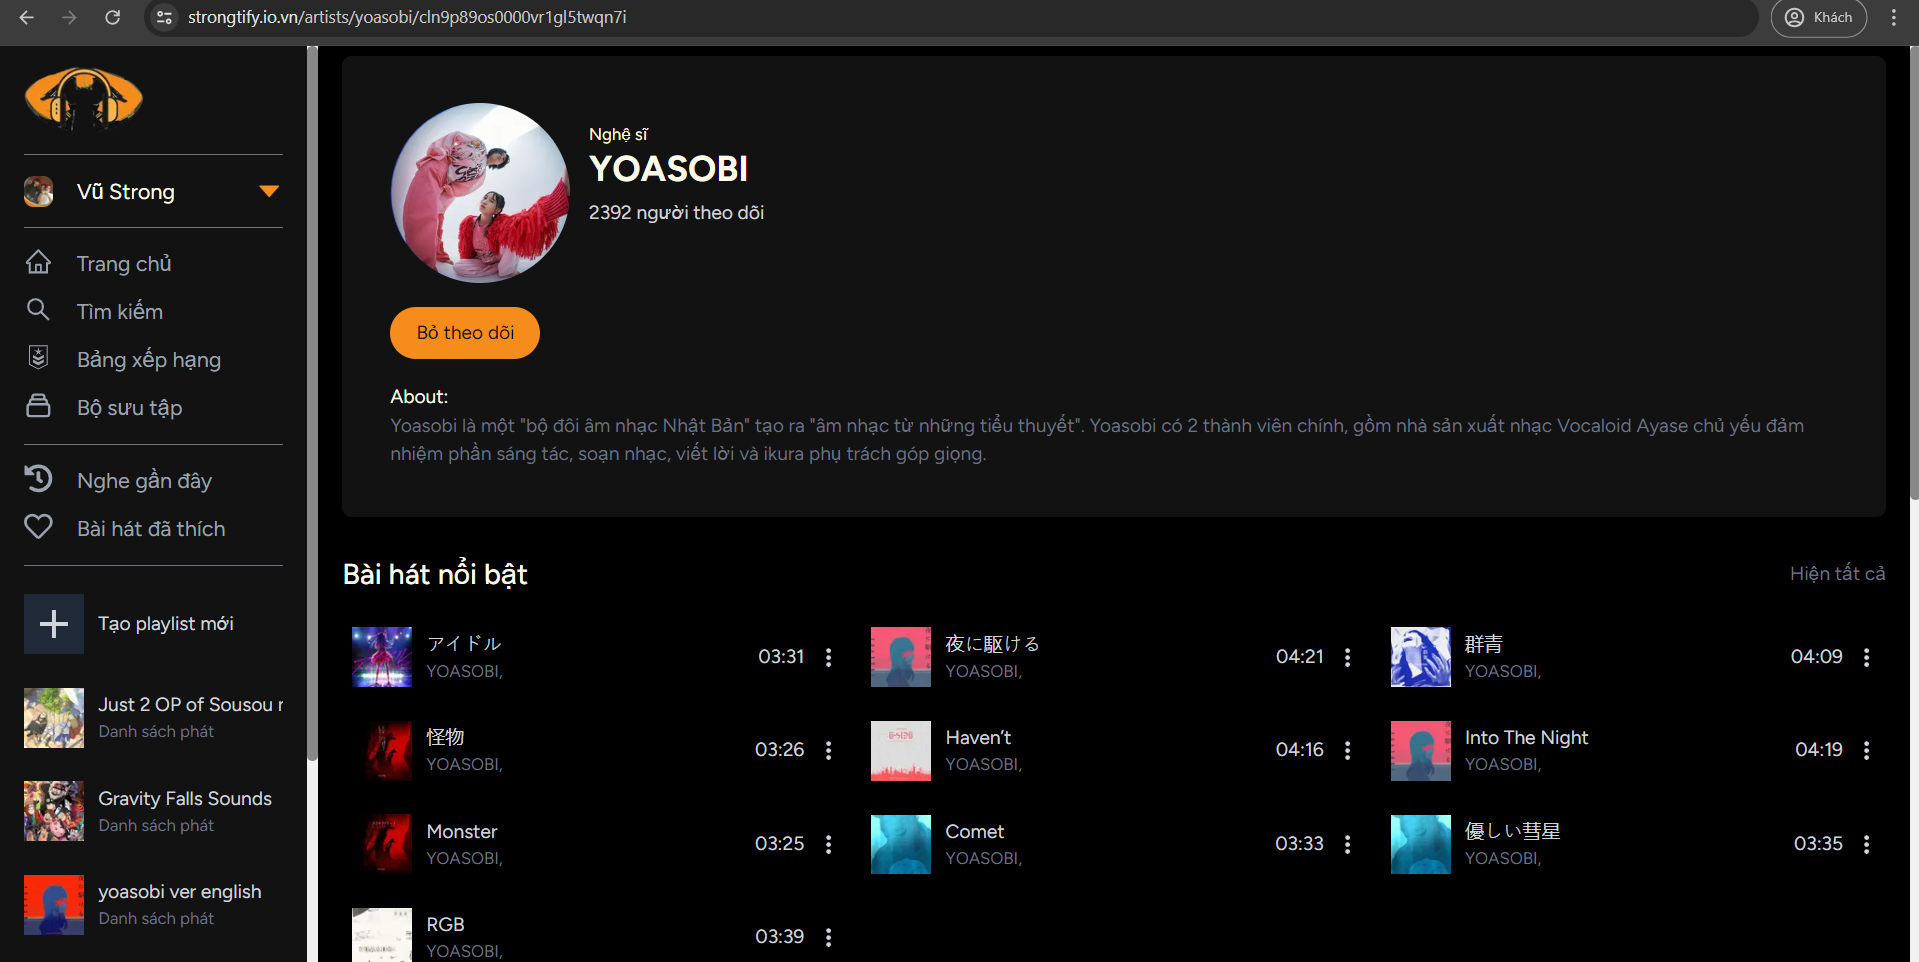 strongtify.io.vn/artists/yoasobi/cln9p89os0000vr1gl5twqn7i
Khách
Vũ Strong
Trang chủ
Tìm kiếm
Bảng xếp hạng
Bộ sưu tập
Nghe gần đây
Bài hát đã thích
Tạo playlist mới
Just 2 OP of Sousou r
Danh sách phát
Gravity Falls Sounds
Danh sách phát
yoasobi ver english
Danh sách phát
Nghệ sĩ
YOASOBI
2392 người theo dõi
Bỏ theo dõi
About:
Yoasobi là một "bộ đôi âm nhạc Nhật Bản" tạo ra "âm nhạc từ những tiểu thuyết". Yoasobi có 2 thành viên chính, gồm nhà sản xuất nhạc Vocaloid Ayase chủ yếu đảm
nhiệm phần sáng tác, soạn nhạc, viết lời và ikura phụ trách góp giọng.
Bài hát nổi bật
Hiện tất cả
アイドル
YOASOBI,
03:31
夜に駆ける
YOASOBI,
04:21
群青
YOASOBI,
04:09
怪物
YOASOBI,
03:26
Haven't
YOASOBI,
04:16
Into The Night
YOASOBI,
04:19
Monster
YOASOBI,
03:25
Comet
YOASOBI,
03:33
優しい彗星
YOASOBI,
03:35
RGB
YOASOBI,
03:39